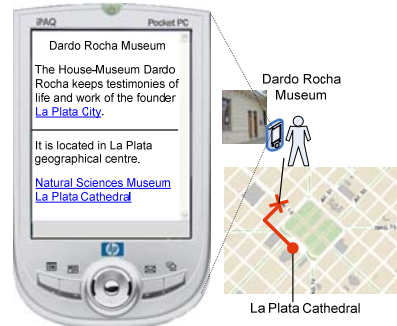 iPAQ
Pocket PC
Dardo Rocha Museum
The House-Museum Dardo
Rocha keeps testimonies of
life and work of the founder
La Plata City.
It is located in La Plata
geographical centre.
Natural Sciences Museum
La Plata Cathedral
hp
Dardo Rocha
Museum
La Plata Cathedral